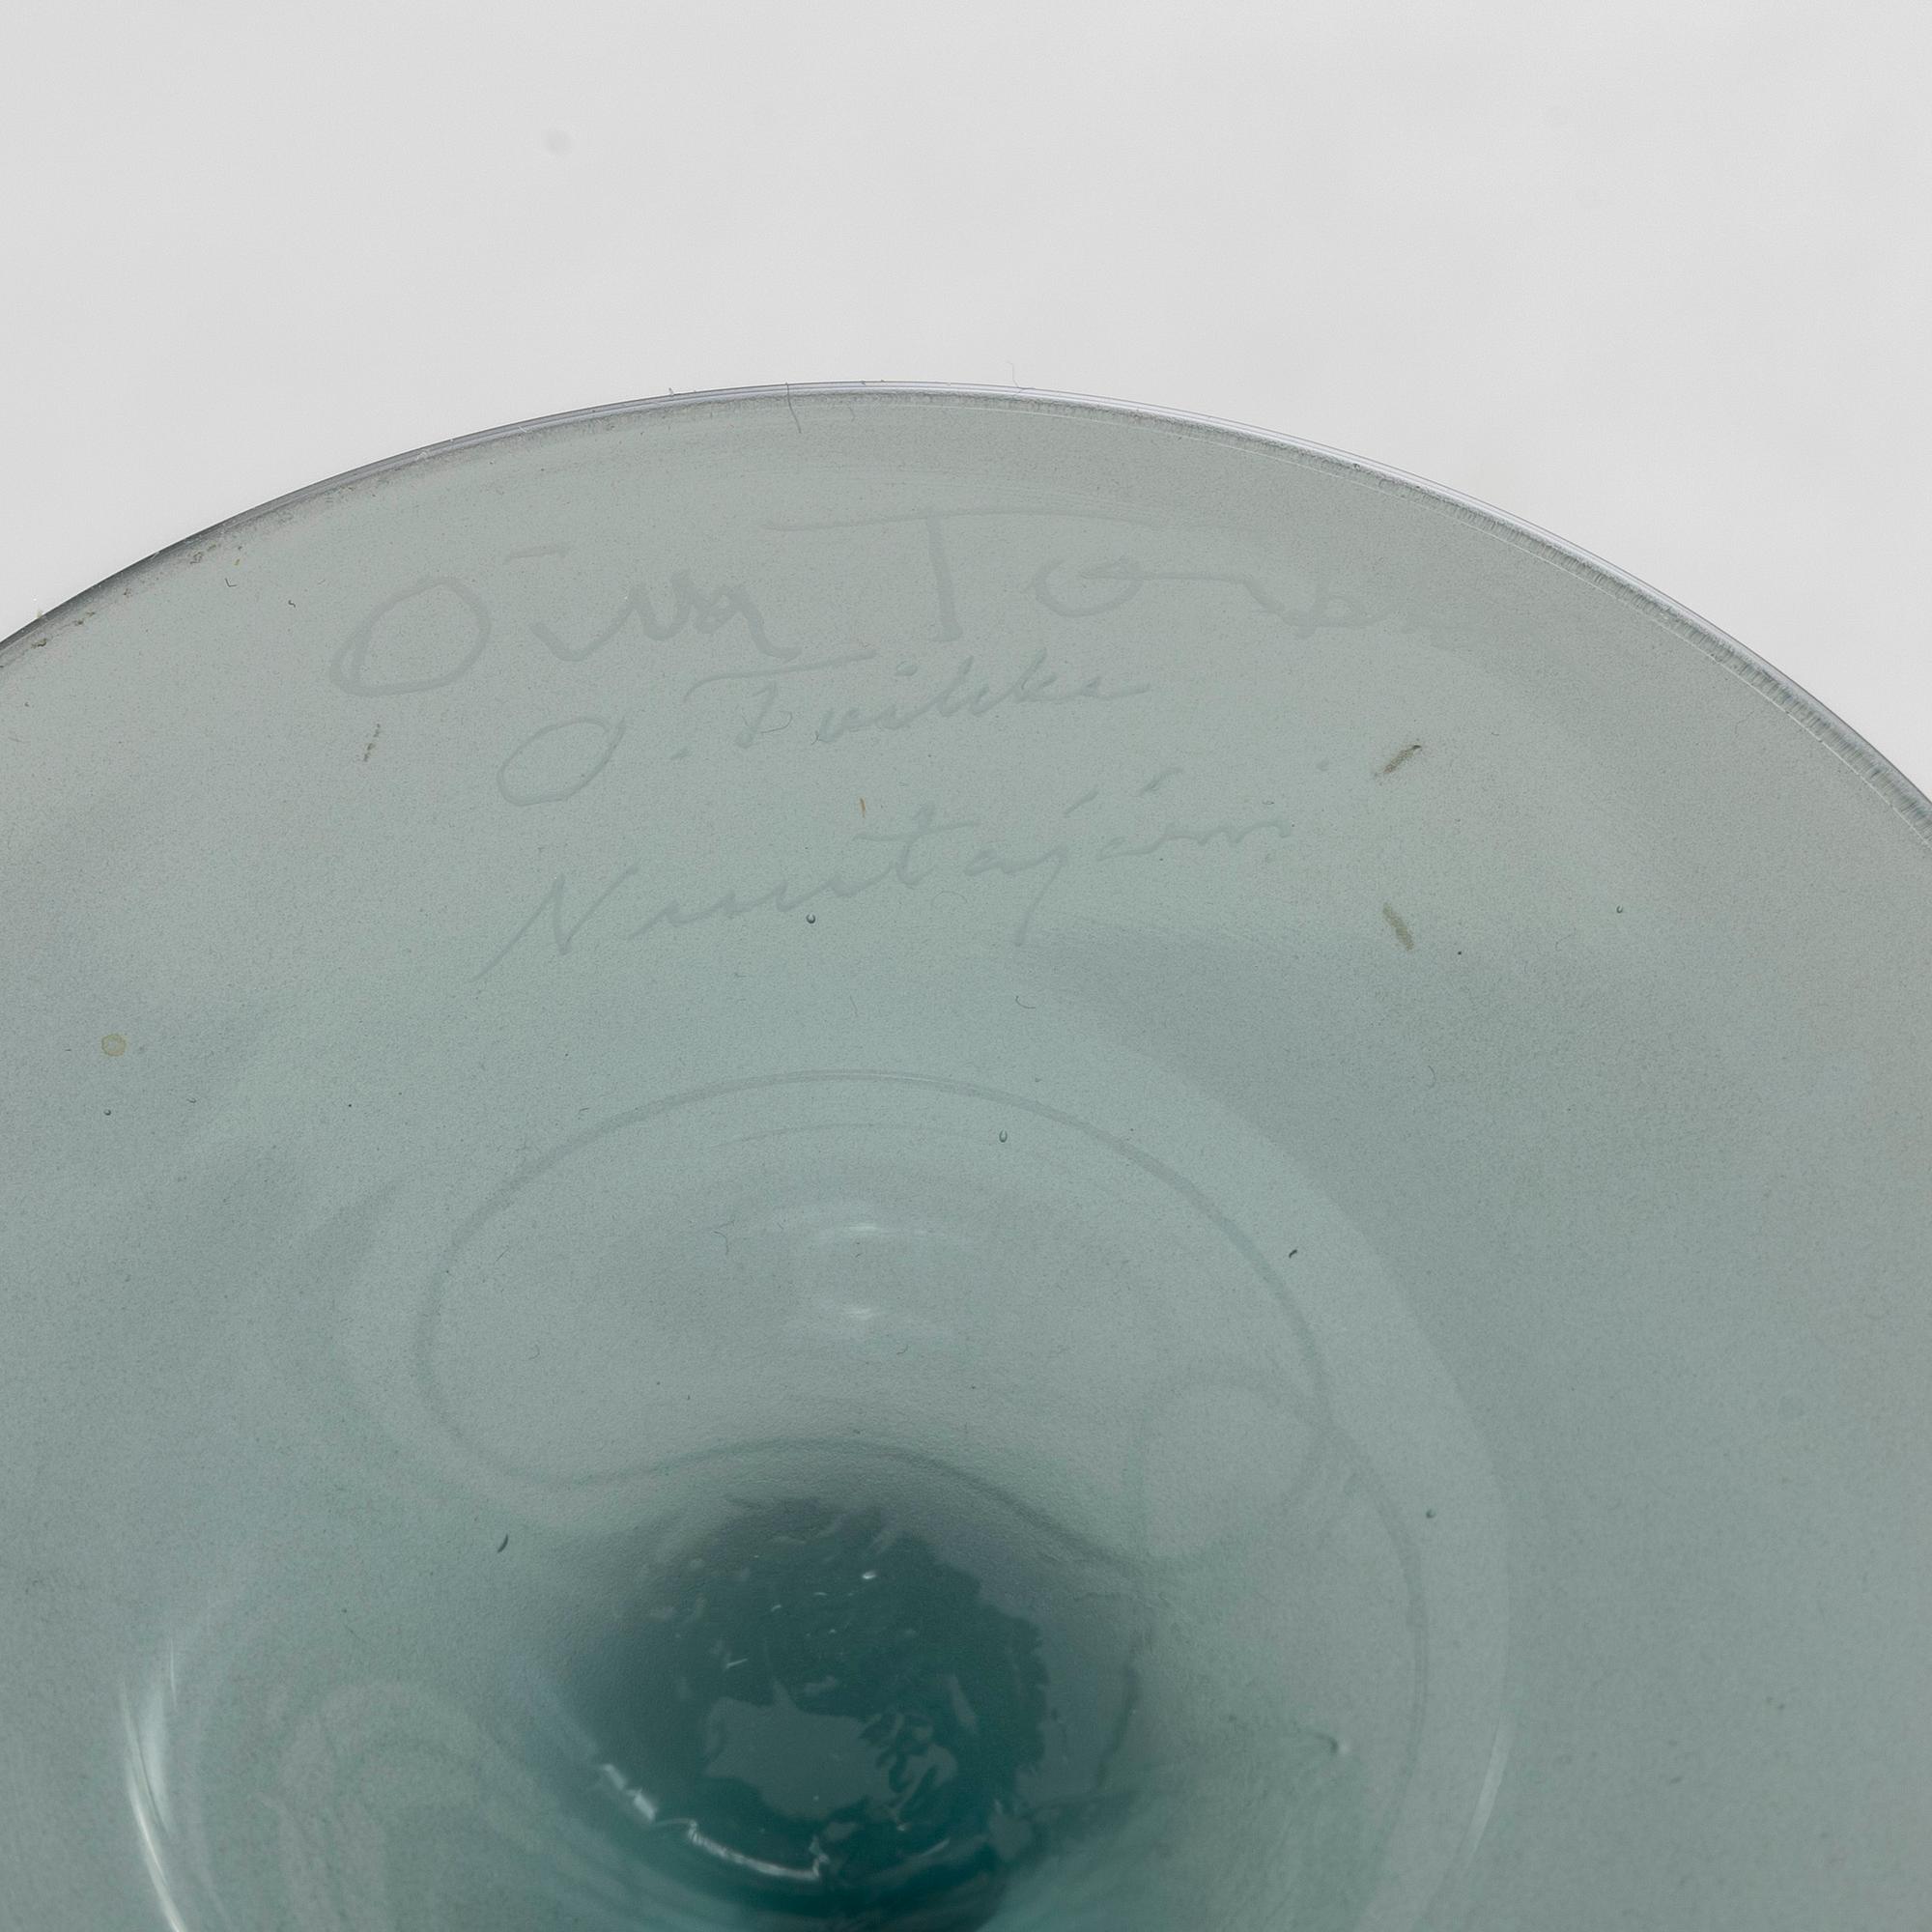 Oiva To
O. Toikka
Nuutajärvi